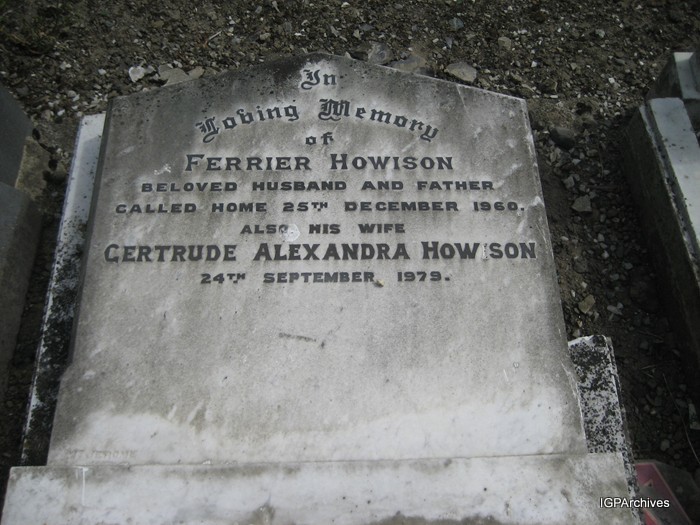 In
Loving Memory
of
FERRIER HOWISON
BELOVED HUSBAND AND FATHER
CALLED HOME 25TH DECEMBER 1960.
ALSO HIS WIFE
GERTRUDE ALEXANDRA HOWISON
24TH SEPTEMBER 1979.
IGPArchives